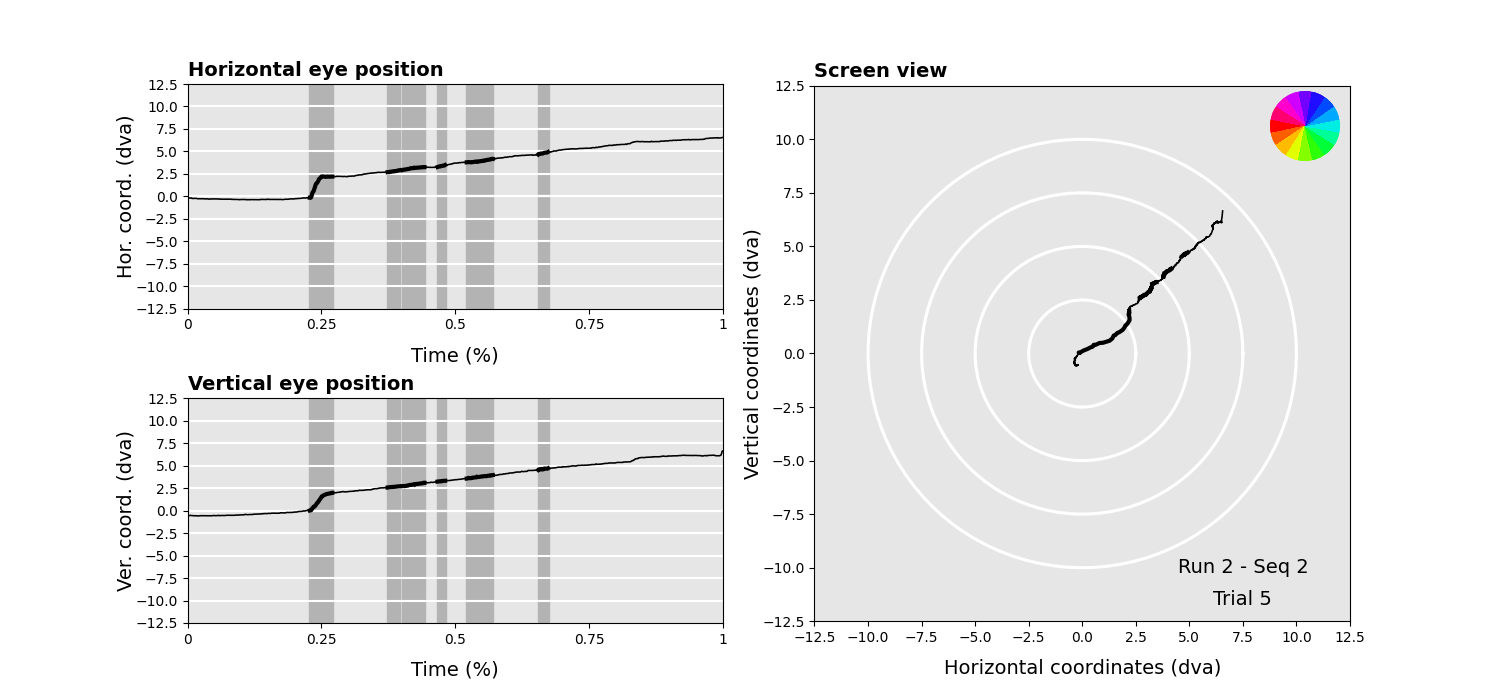 Horizontal eye position
Hor. coord. (dva)
12.5
10.0
7.5
5.0
2.5
0.0
−2.5
−5.0
−7.5
−10.0
−12.5
0 0.25 0.5 0.75 1
Time (%)
Vertical eye position
Ver. coord. (dva)
12.5
10.0
7.5
5.0
2.5
0.0
−2.5
−5.0
−7.5
−10.0
−12.5
0 0.25 0.5 0.75 1
Time (%)
Screen view
Vertical coordinates (dva)
12.5
10.0
7.5
5.0
2.5
0.0
−2.5
−5.0
−7.5
−10.0
−12.5
Run 2 - Seq 2
Trial 5
−12.5 −10.0 −7.5 −5.0 −2.5 0.0 2.5 5.0 7.5 10.0 12.5
Horizontal coordinates (dva)